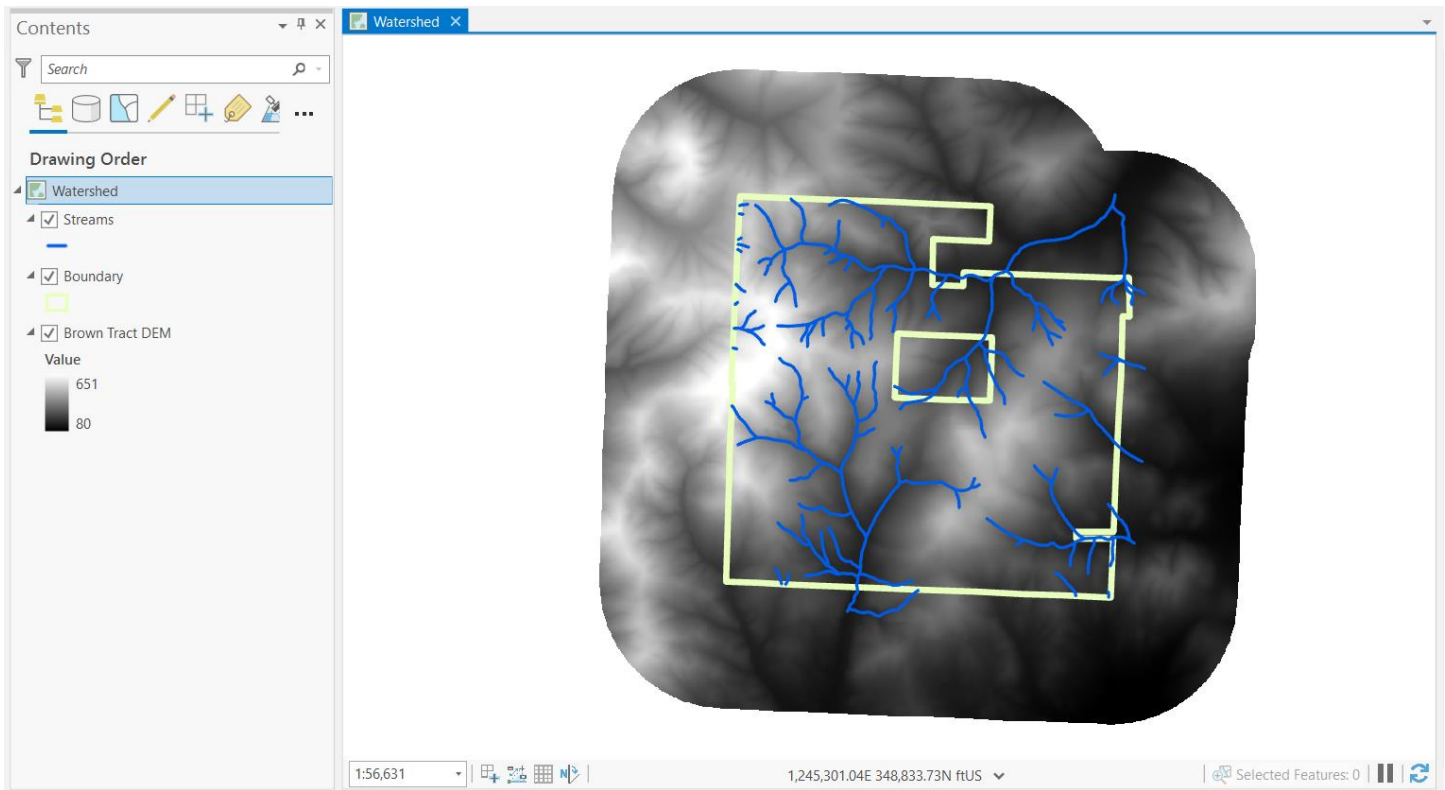 Contents
Search
Drawing Order
Watershed
Streams
Boundary
Brown Tract DEM
Value
651
80
Watershed
1:56,631
N
1,245,301.04E 348,833.73N ftUS
Selected Features: 0